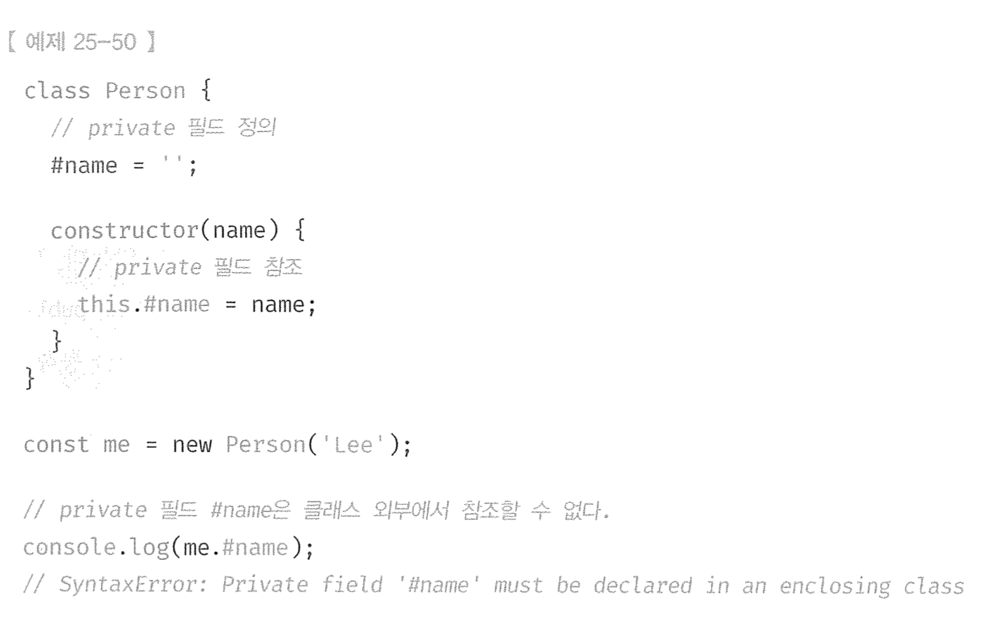 【 예제 25-50 】
class Person {
// private 필드 정의
#name = '';
constructor(name) {
// private 필드 참조
this.#name = name;
}
}
const me = new Person('Lee');
// private 필드 #name은 클래스 외부에서 참조할 수 없다.
console.log(me.#name);
// SyntaxError: Private field '#name' must be declared in an enclosing class